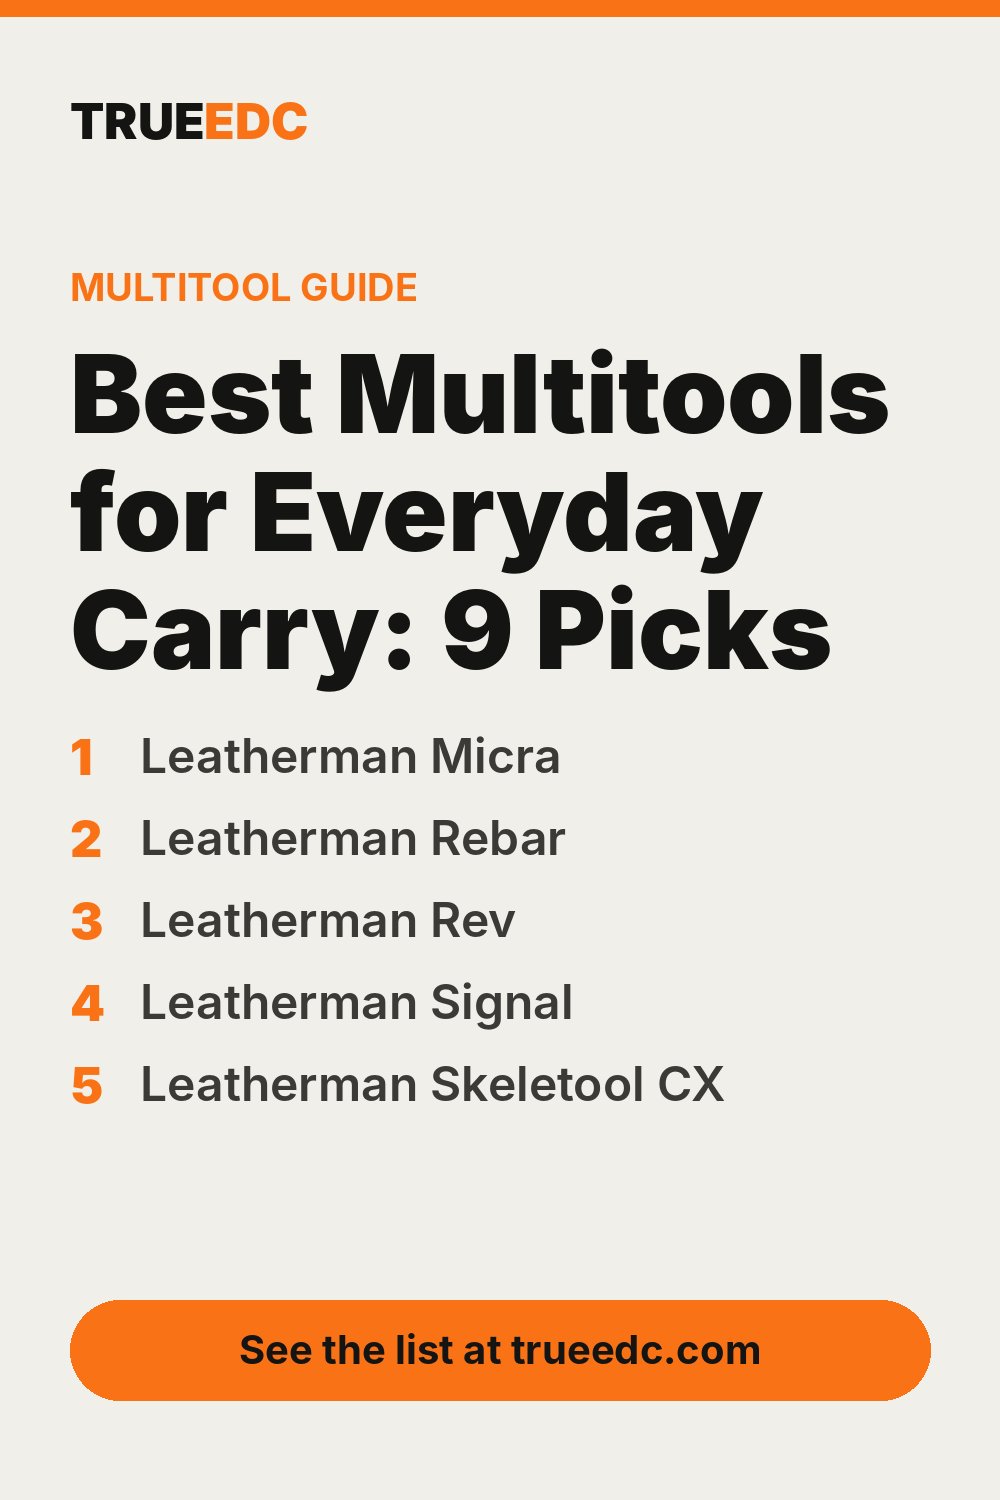 TRUEEDC
MULTITOOL GUIDE
Best Multitools
for Everyday
Carry: 9 Picks
1 Leatherman Micra
2 Leatherman Rebar
3 Leatherman Rev
4 Leatherman Signal
5 Leatherman Skeletool CX
See the list at trueedc.com